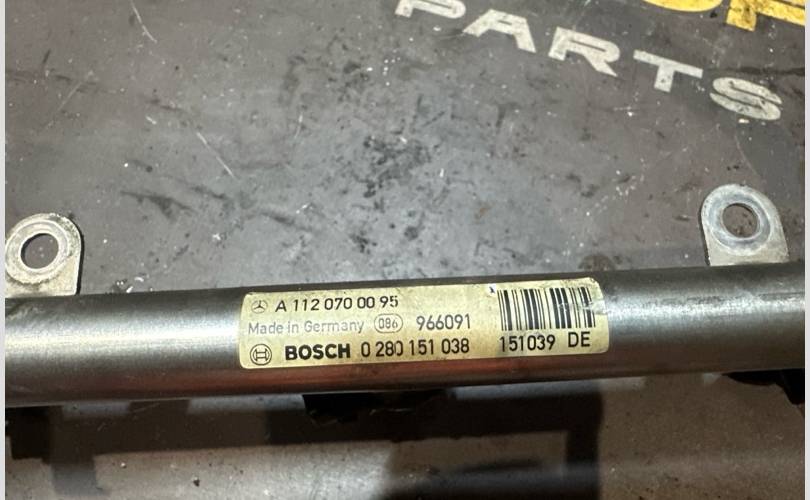 PARTS
A 112 070 00 95
Made in Germany 086 966091
BOSCH 0 280 151 038 151039 DE